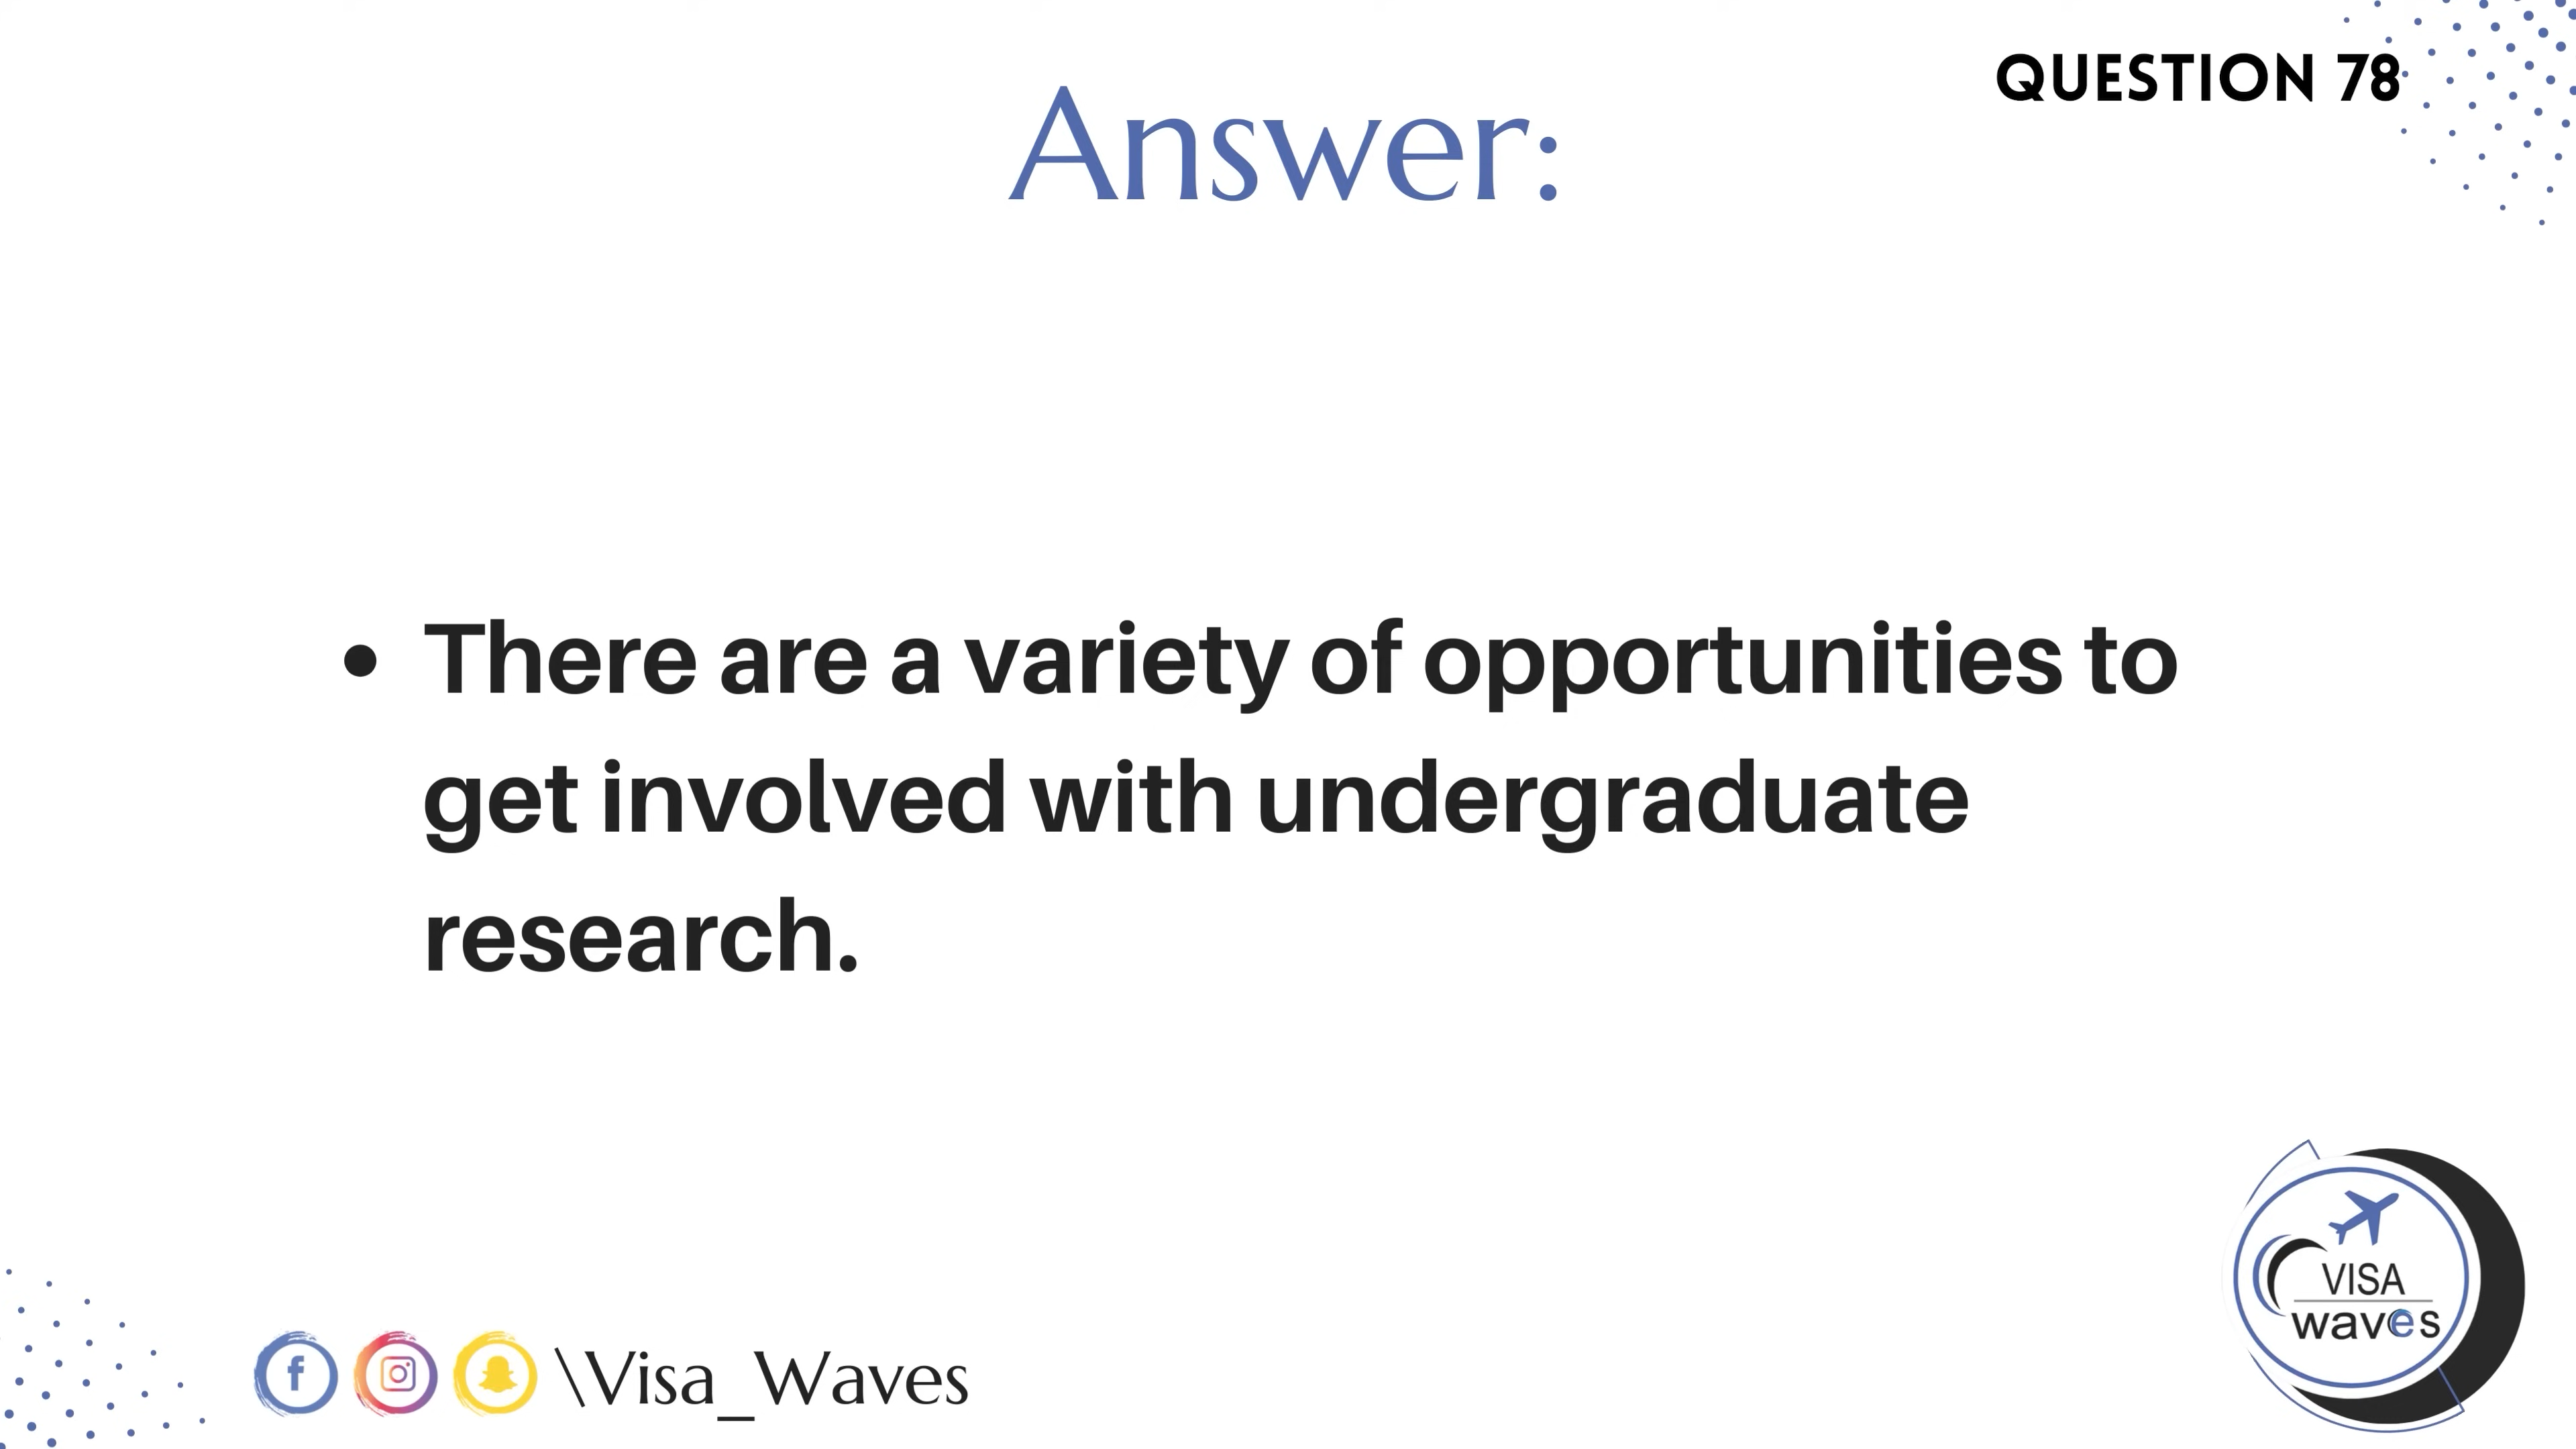 QUESTION 78
Answer:
• There are a variety of opportunities to
get involved with undergraduate
research.
\Visa_Waves
VISA
waves